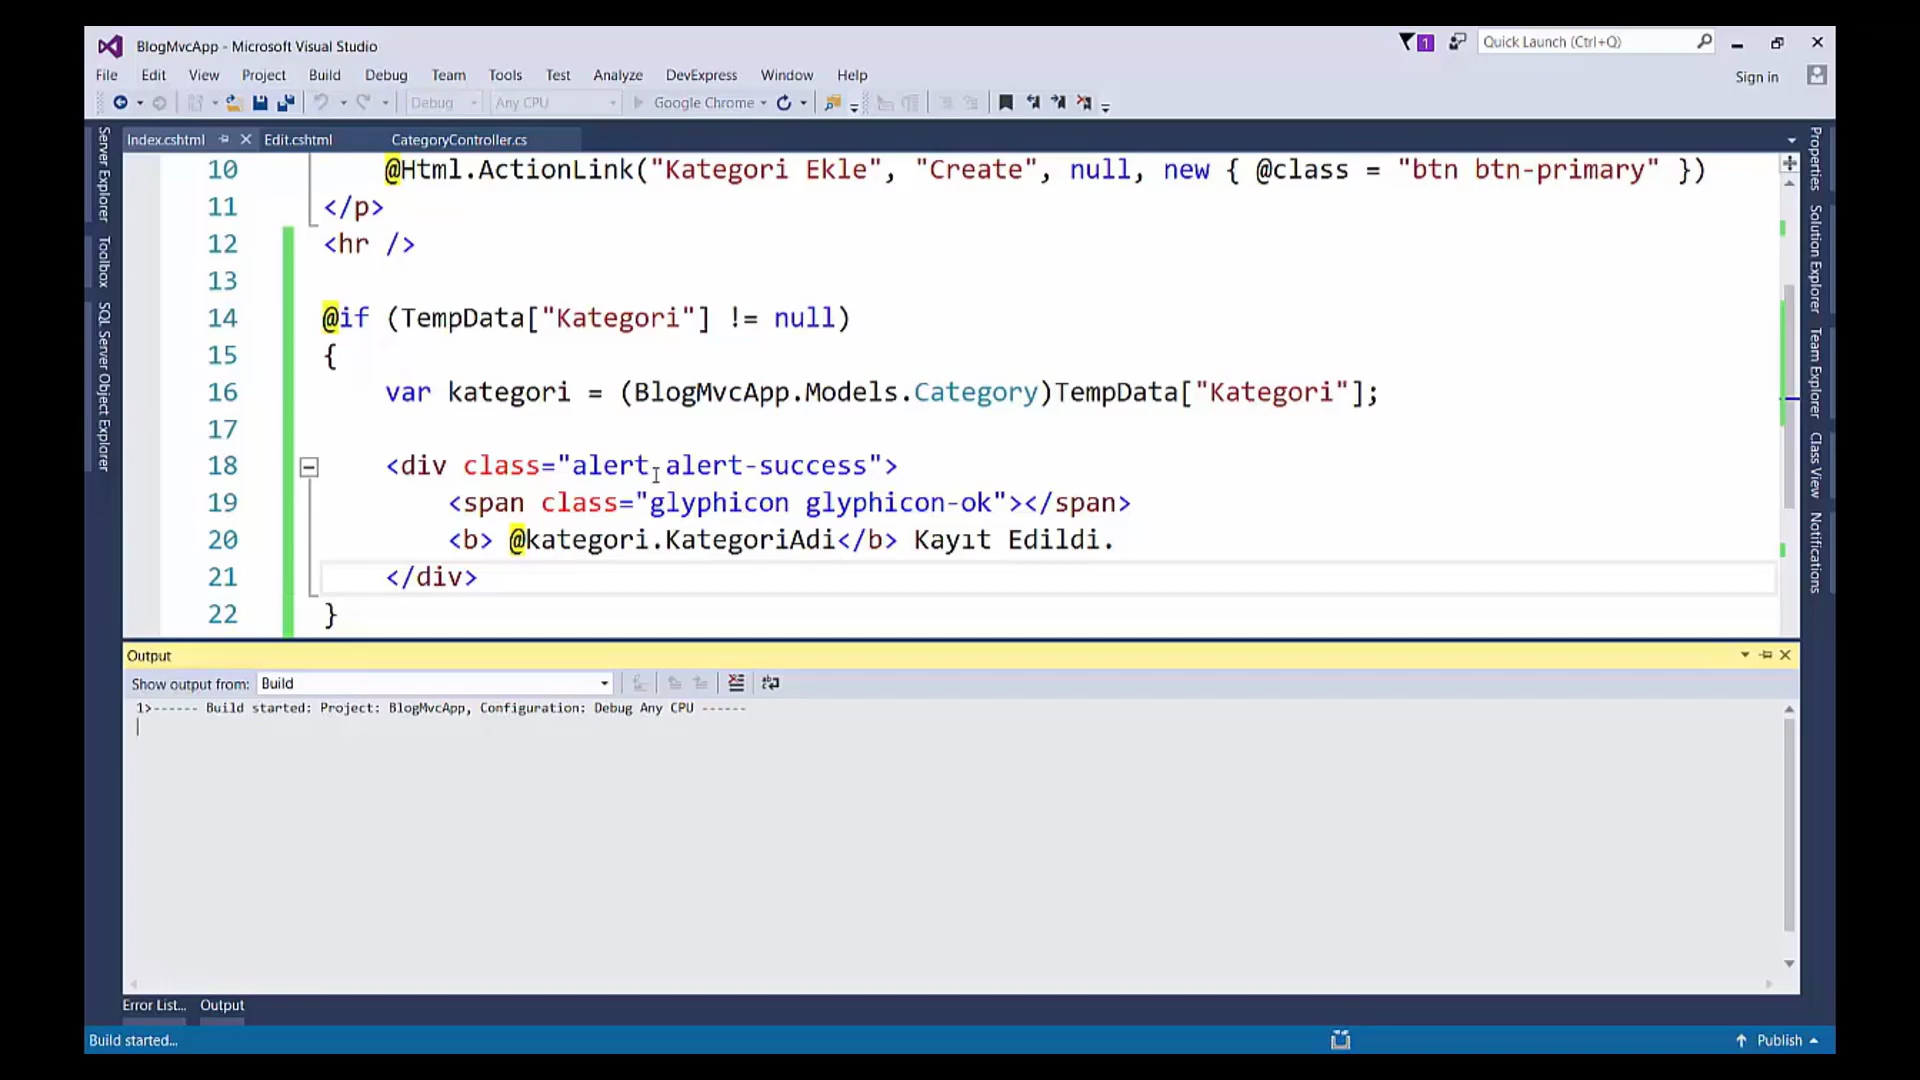 BlogMvcApp - Microsoft Visual Studio
1
Quick Launch (Ctrl+Q)
File Edit View Project Build Debug Team Tools Test Analyze DevExpress Window Help
Sign in
Debug Any CPU Google Chrome
Index.cshtml Edit.cshtml CategoryController.cs
Server Explorer
Toolbox
SQL Server Object Explorer
10 @Html.ActionLink("Kategori Ekle", "Create", null, new { @class = "btn btn-primary" })
11 </p>
12 <hr />
13
14 @if (TempData["Kategori"] != null)
15 {
16 var kategori = (BlogMvcApp.Models.Category)TempData["Kategori"];
17
18 <div class="alert alert-success">
19 <span class="glyphicon glyphicon-ok"></span>
20 <b> @kategori.KategoriAdi</b> Kayıt Edildi.
21 </div>
22 }
Properties
Solution Explorer
Team Explorer
Class View
Notifications
Output
Show output from: Build
1>------ Build started: Project: BlogMvcApp, Configuration: Debug Any CPU ------
Error List... Output
Build started...
Publish